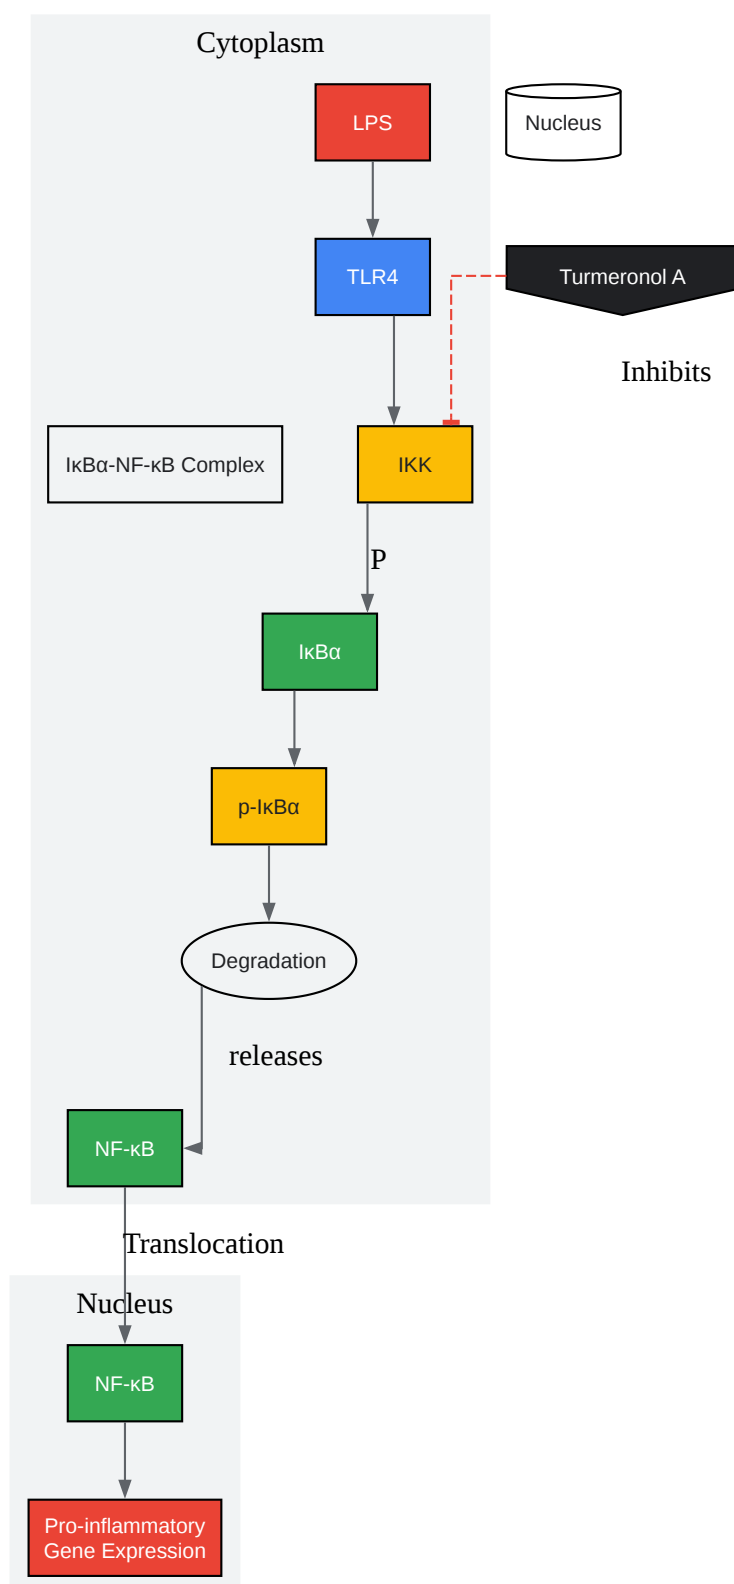 Cytoplasm
LPS
Nucleus
TLR4
Turmeronol A
Inhibits
IκBα-NF-κB Complex
IKK
P
IκBα
p-IκBα
Degradation
releases
NF-κB
Translocation
Nucleus
NF-κB
Pro-inflammatory
Gene Expression